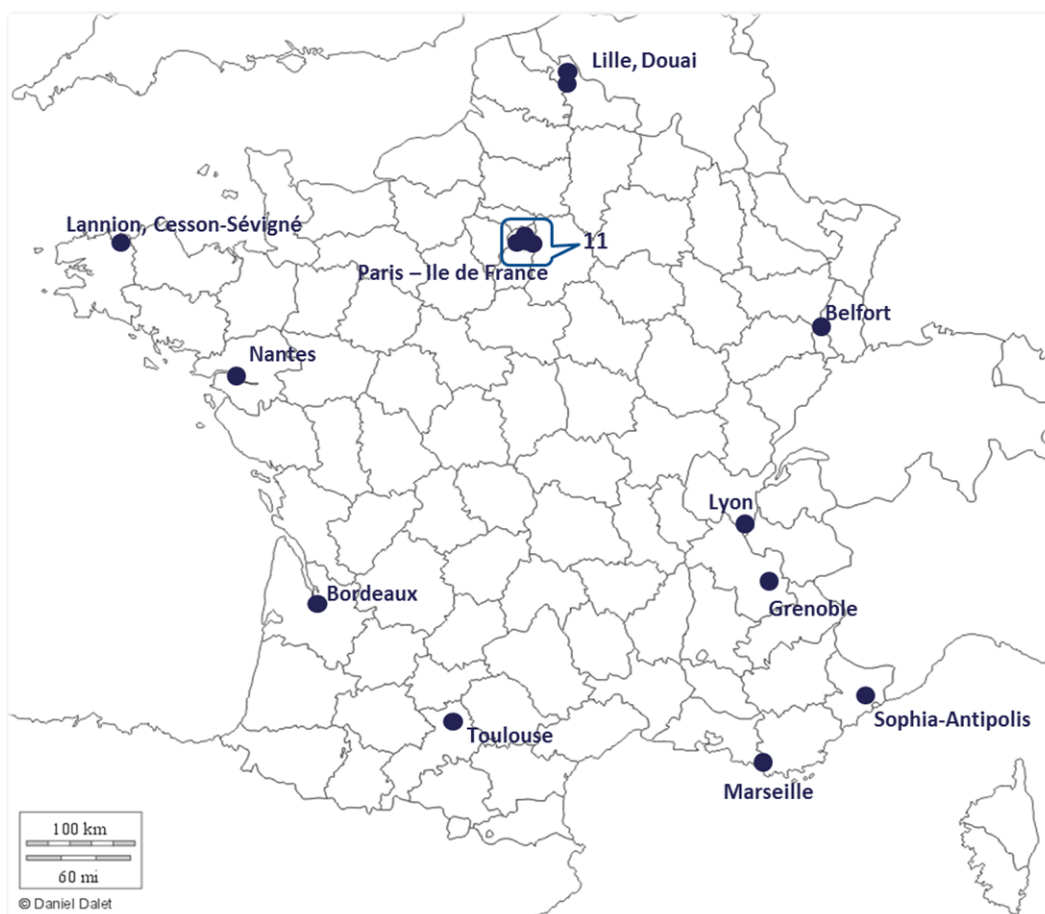 Lille, Douai
Lannion, Cesson-Sévigné
11
Paris – Ile de France
Belfort
Nantes
Lyon
Bordeaux
Grenoble
Sophia-Antipolis
Toulouse
Marseille
100 km
60 mi
© Daniel Dalet